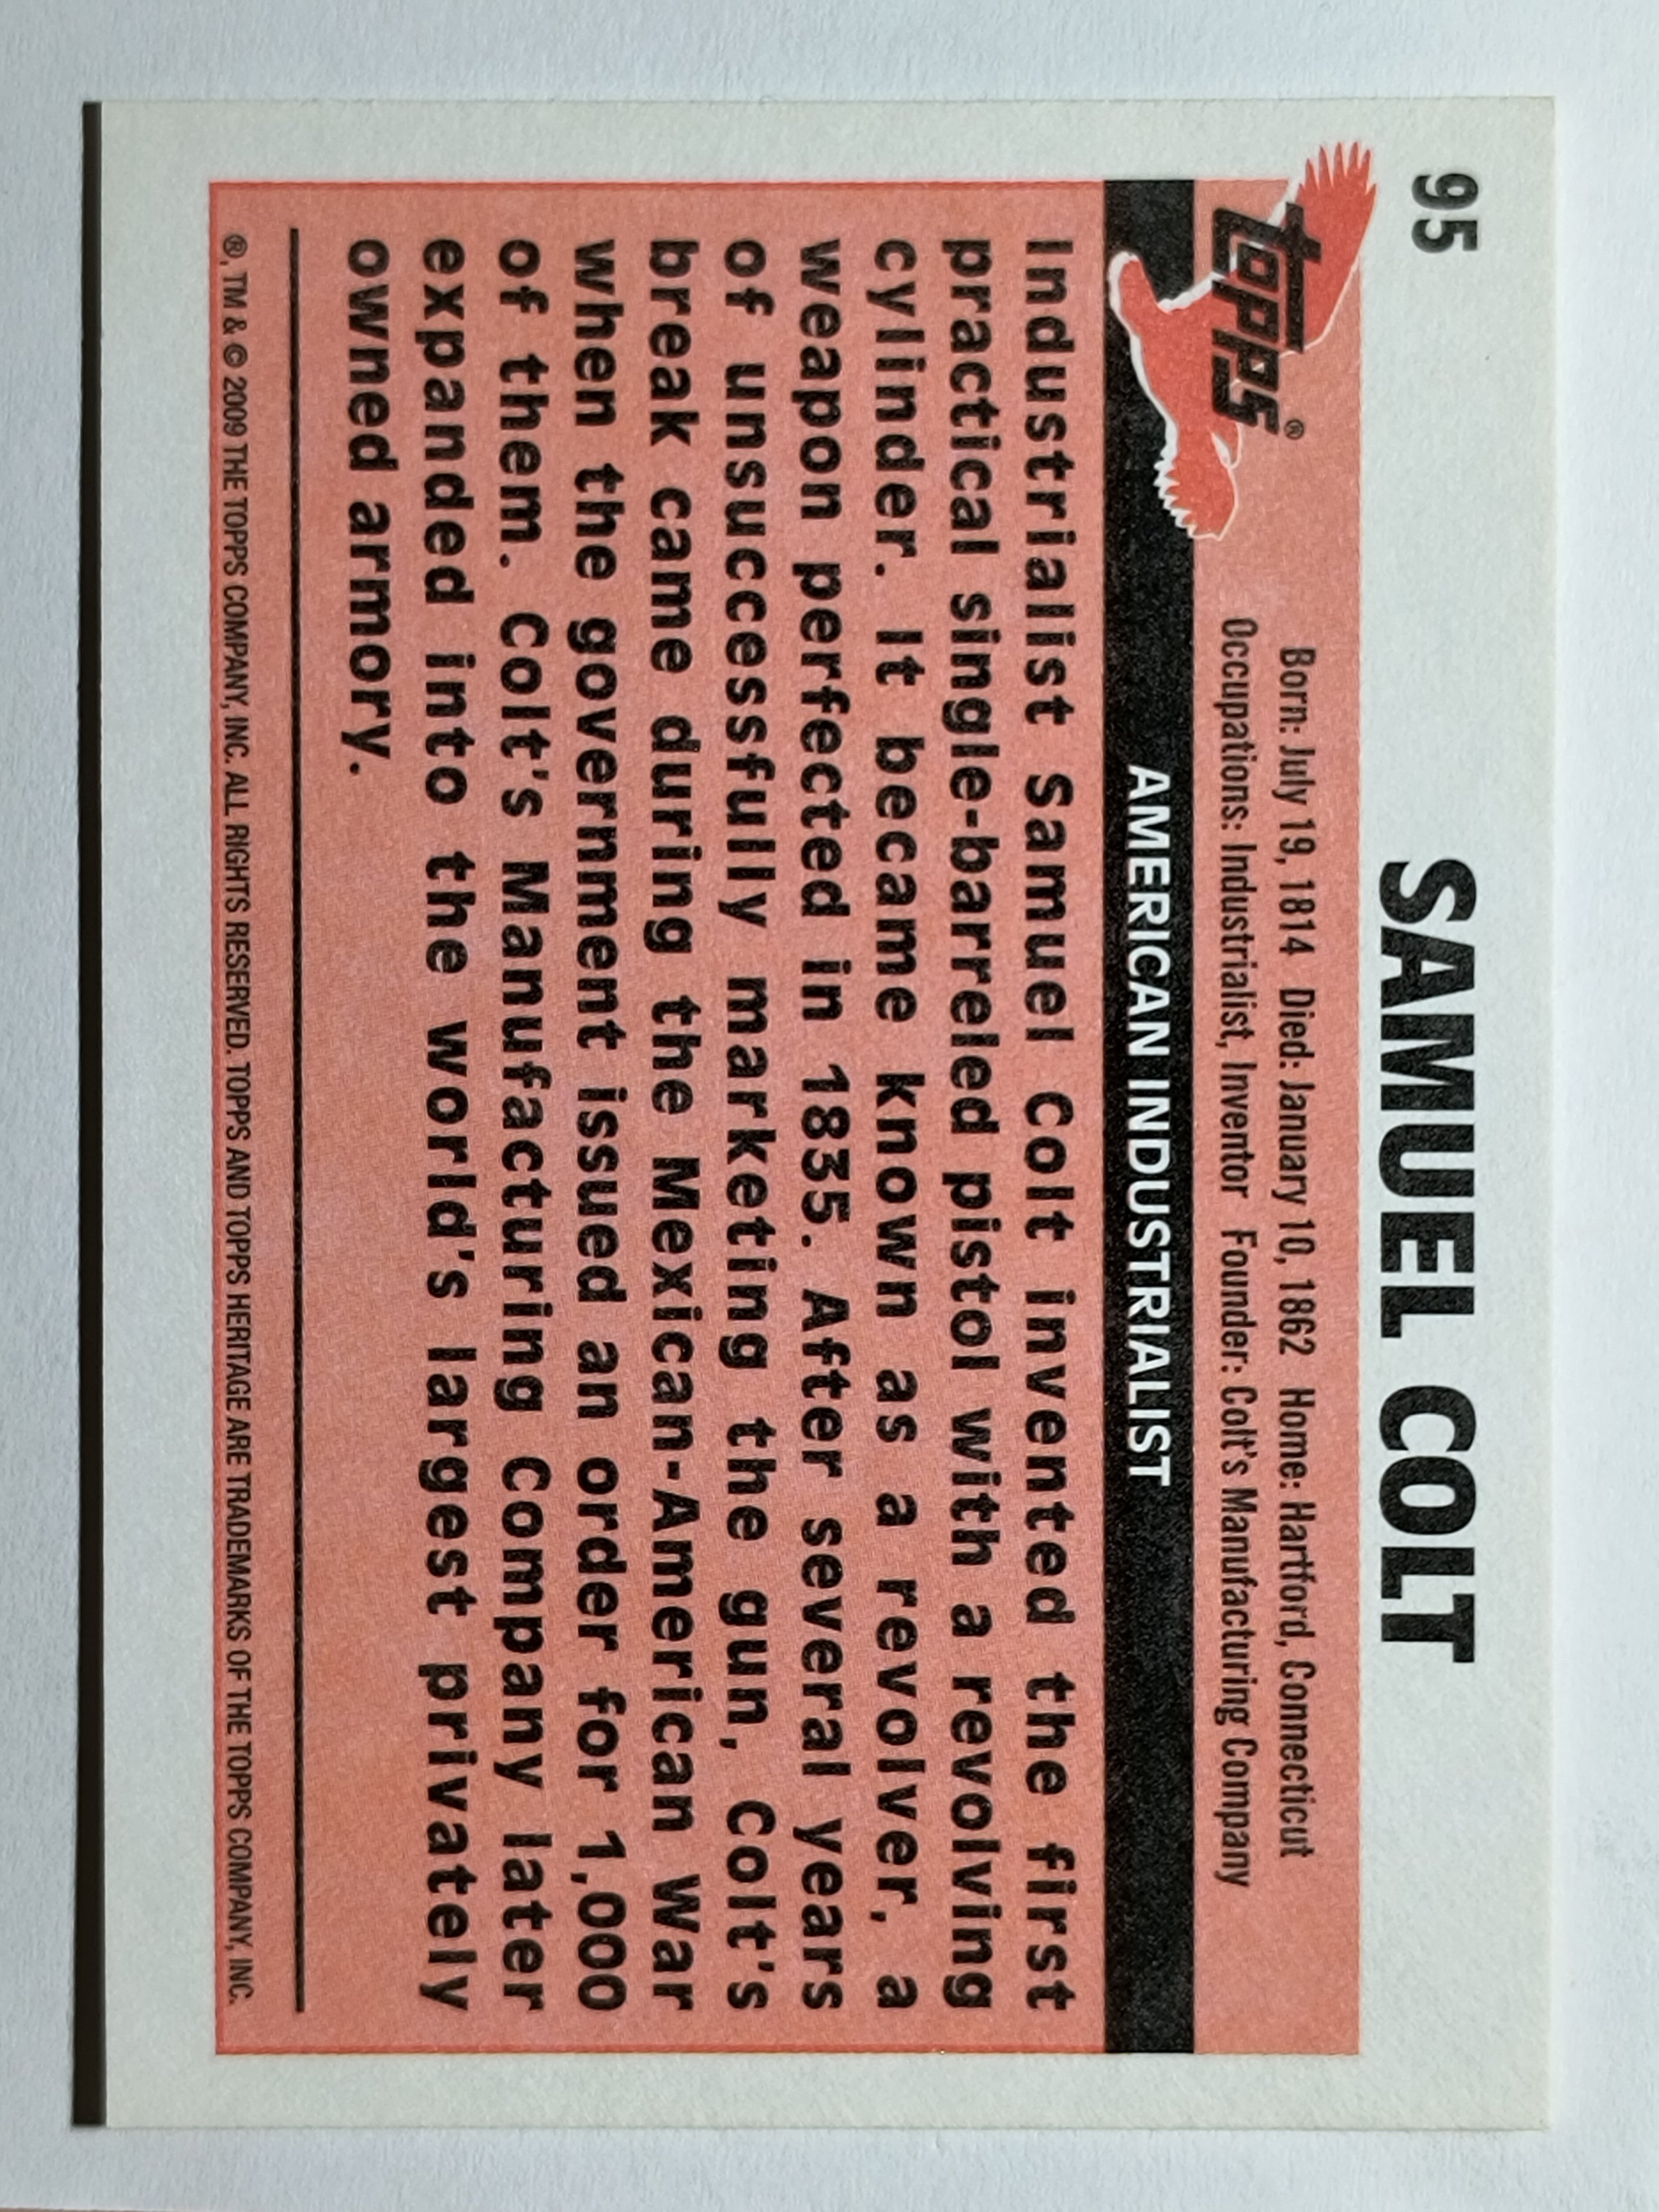 95
SAMUEL COLT
Topps®
Born: July 19, 1814 Died: January 10, 1862 Home: Hartford, Connecticut
Occupations: Industrialist, Inventor Founder: Colt's Manufacturing Company
AMERICAN INDUSTRIALIST
Industrialist Samuel Colt invented the first
practical single-barreled pistol with a revolving
cylinder. It became known as a revolver, a
weapon perfected in 1835. After several years
of unsuccessfully marketing the gun, Colt's
break came during the Mexican-American War
when the government issued an order for 1,000
of them. Colt's Manufacturing Company later
expanded into the world's largest privately
owned armory.
®, TM & © 2009 THE TOPPS COMPANY, INC. ALL RIGHTS RESERVED. TOPPS AND TOPPS HERITAGE ARE TRADEMARKS OF THE TOPPS COMPANY, INC.